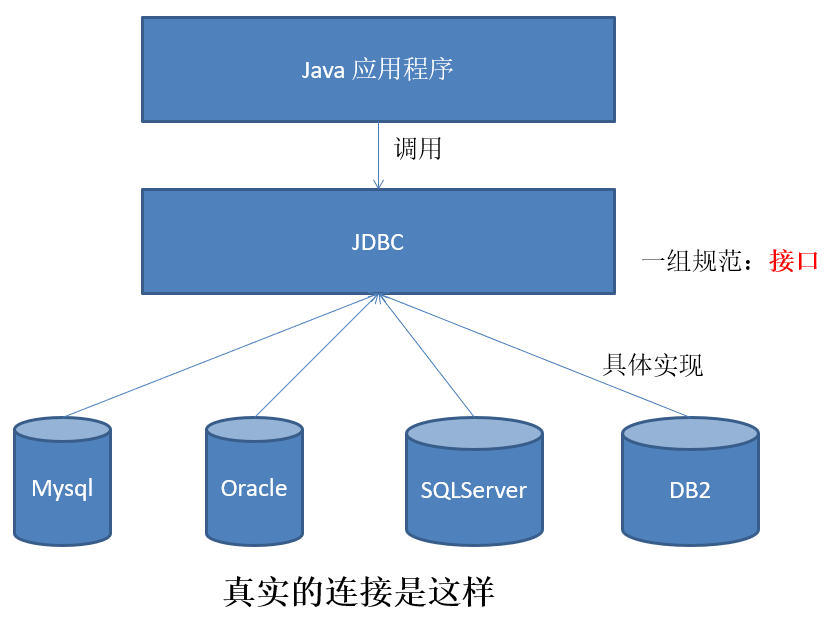 Java 应用程序
调用
JDBC
一组规范：接口
具体实现
Mysql
Oracle
SQLServer
DB2
真实的连接是这样